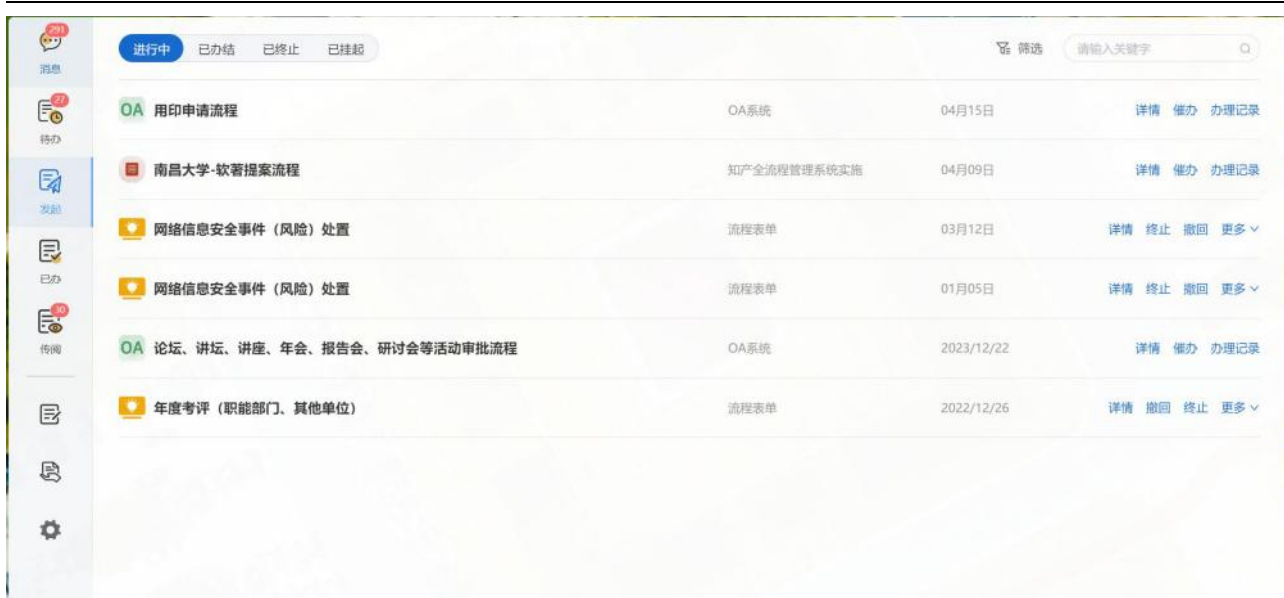 291
消息
27
待办
发起
已办
30
传阅
进行中 已办结 已终止 已挂起 筛选 请输入关键字
OA 用印申请流程 OA系统 04月15日 详情 催办 办理记录
南昌大学-软著提案流程 知产全流程管理系统实施 04月09日 详情 催办 办理记录
网络信息安全事件（风险）处置 流程表单 03月12日 详情 终止 撤回 更多
网络信息安全事件（风险）处置 流程表单 01月05日 详情 终止 撤回 更多
OA 论坛、讲坛、讲座、年会、报告会、研讨会等活动审批流程 OA系统 2023/12/22 详情 催办 办理记录
年度考评（职能部门、其他单位） 流程表单 2022/12/26 详情 撤回 终止 更多